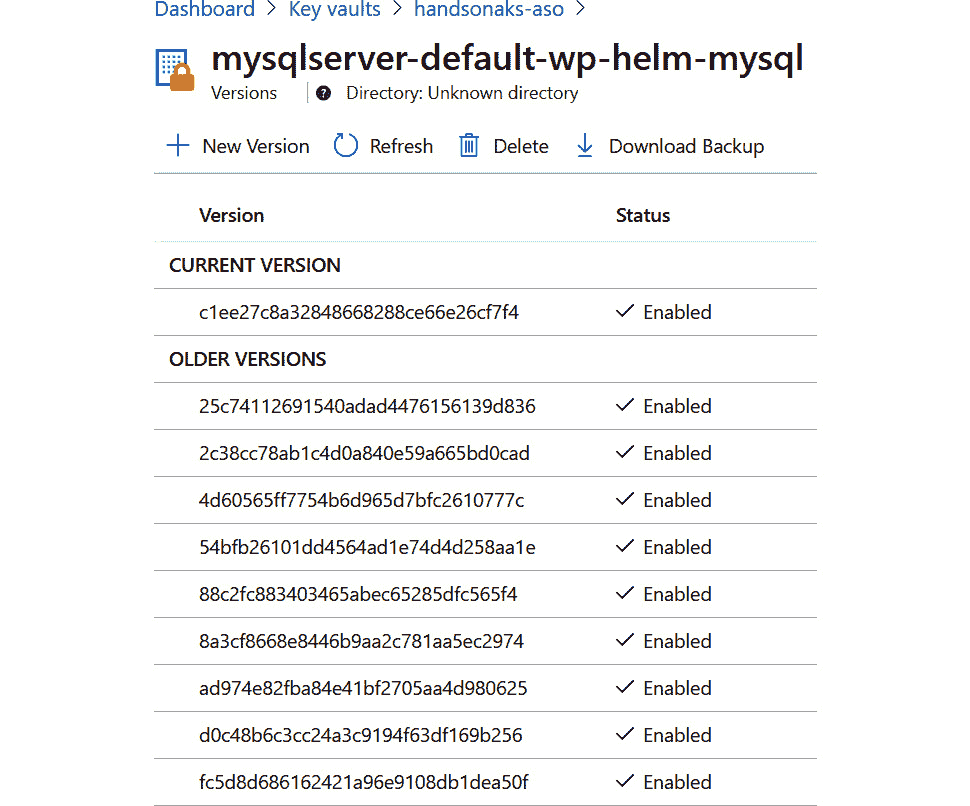 Dashboard > Key vaults > handsonaks-aso >
mysqlserver-default-wp-helm-mysql
Versions ? Directory: Unknown directory
+ New Version Refresh Delete Download Backup
Version Status
CURRENT VERSION
c1ee27c8a32848668288ce66e26cf7f4 Enabled
OLDER VERSIONS
25c74112691540adad4476156139d836 Enabled
2c38cc78ab1c4d0a840e59a665bd0cad Enabled
4d60565ff7754b6d965d7bfc2610777c Enabled
54bfb26101dd4564ad1e74d4d258aa1e Enabled
88c2fc883403465abec65285dfc565f4 Enabled
8a3cf8668e8446b9aa2c781aa5ec2974 Enabled
ad974e82fba84e41bf2705aa4d980625 Enabled
d0c48b6c3cc24a3c9194f63df169b256 Enabled
fc5d8d686162421a96e9108db1dea50f Enabled